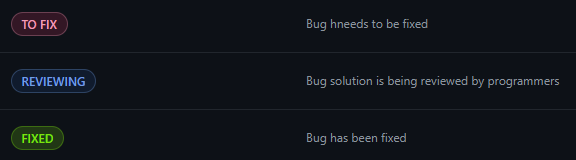 TO FIX
Bug hneeds to be fixed
REVIEWING
Bug solution is being reviewed by programmers
FIXED
Bug has been fixed